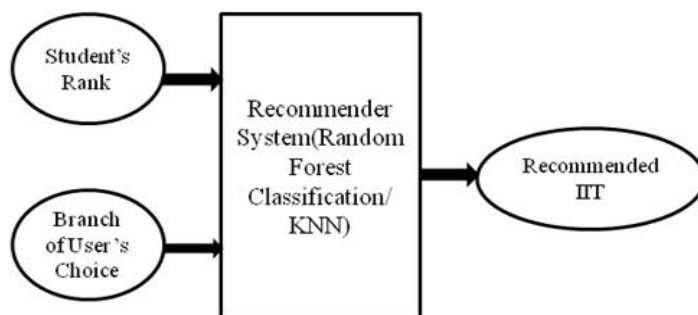 Student's
Rank
Branch
of User's
Choice
Recommender
System(Random
Forest
Classification/
KNN)
Recommended
IIT